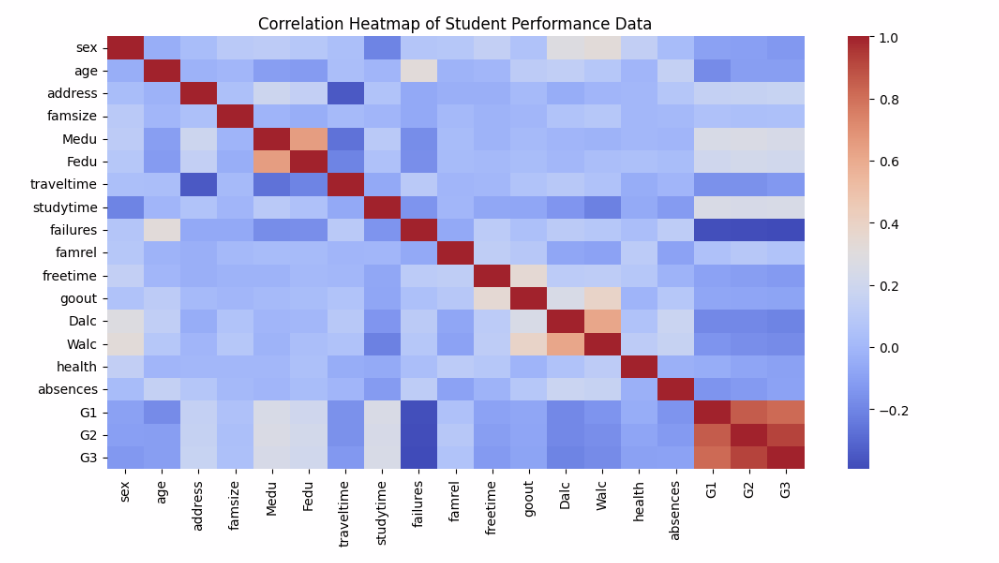 Correlation Heatmap of Student Performance Data
sex
age
address
famsize
Medu
Fedu
traveltime
studytime
failures
famrel
freetime
goout
Dalc
Walc
health
absences
G1
G2
G3
sex
age
address
famsize
Medu
Fedu
traveltime
studytime
failures
famrel
freetime
goout
Dalc
Walc
health
absences
G1
G2
G3
1.0
0.8
0.6
0.4
0.2
0.0
−0.2